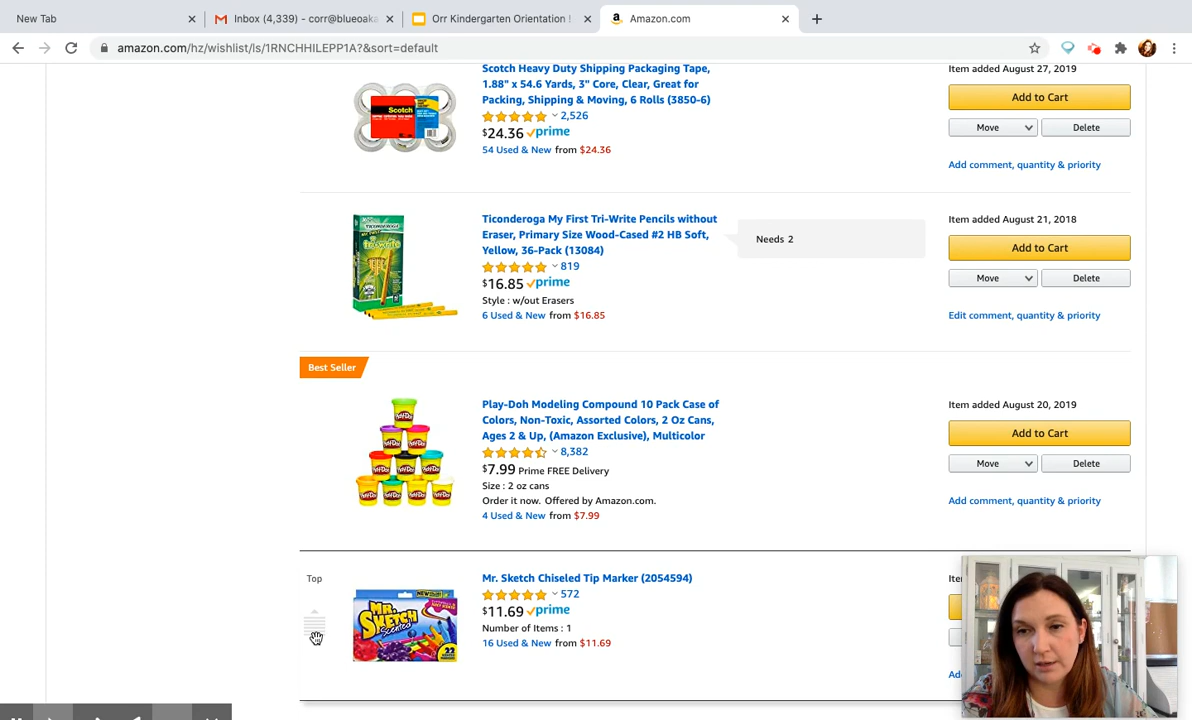 New Tab
Inbox (4,339) - corr@blueoaka
Orr Kindergarten Orientation !
Amazon.com
amazon.com/hz/wishlist/ls/1RNCHHILEPP1A?&sort=default
Scotch Heavy Duty Shipping Packaging Tape,
1.88" x 54.6 Yards, 3" Core, Clear, Great for
Packing, Shipping & Moving, 6 Rolls (3850-6)
2,526
$24.36 prime
54 Used & New from $24.36
Item added August 27, 2019
Add to Cart
Move
Delete
Add comment, quantity & priority
Scotch
Ticonderoga My First Tri-Write Pencils without
Eraser, Primary Size Wood-Cased #2 HB Soft,
Yellow, 36-Pack (13084)
819
$16.85 prime
Style : w/out Erasers
6 Used & New from $16.85
Needs 2
Item added August 21, 2018
Add to Cart
Move
Delete
Edit comment, quantity & priority
Best Seller
Play-Doh Modeling Compound 10 Pack Case of
Colors, Non-Toxic, Assorted Colors, 2 Oz Cans,
Ages 2 & Up, (Amazon Exclusive), Multicolor
8,382
$7.99 Prime FREE Delivery
Size : 2 oz cans
Order it now. Offered by Amazon.com.
4 Used & New from $7.99
Item added August 20, 2019
Add to Cart
Move
Delete
Add comment, quantity & priority
Top
Mr. Sketch Chiseled Tip Marker (2054594)
572
$11.69 prime
Number of Items : 1
16 Used & New from $11.69
MR. SKETCH
Scented
22